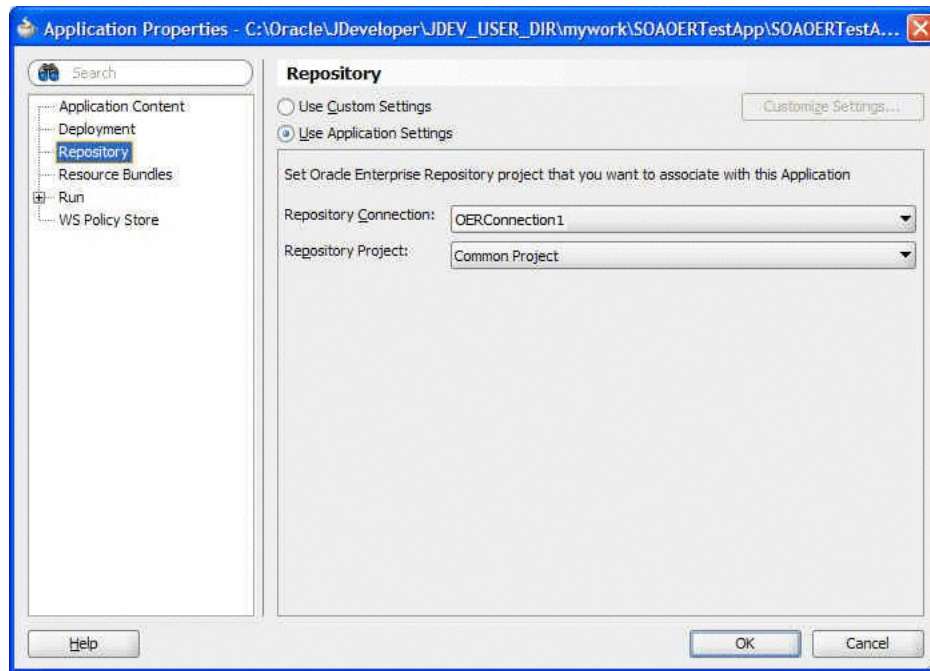 Application Properties - C:\Oracle\JDeveloper\JDEV_USER_DIR\mywork\SOAOERTestApp\SOAOERTestA...
Search
Application Content
Deployment
Repository
Resource Bundles
Run
WS Policy Store
Repository
Use Custom Settings
Customize Settings...
Use Application Settings
Set Oracle Enterprise Repository project that you want to associate with this Application
Repository Connection: OERConnection1
Repository Project: Common Project
Help
OK
Cancel